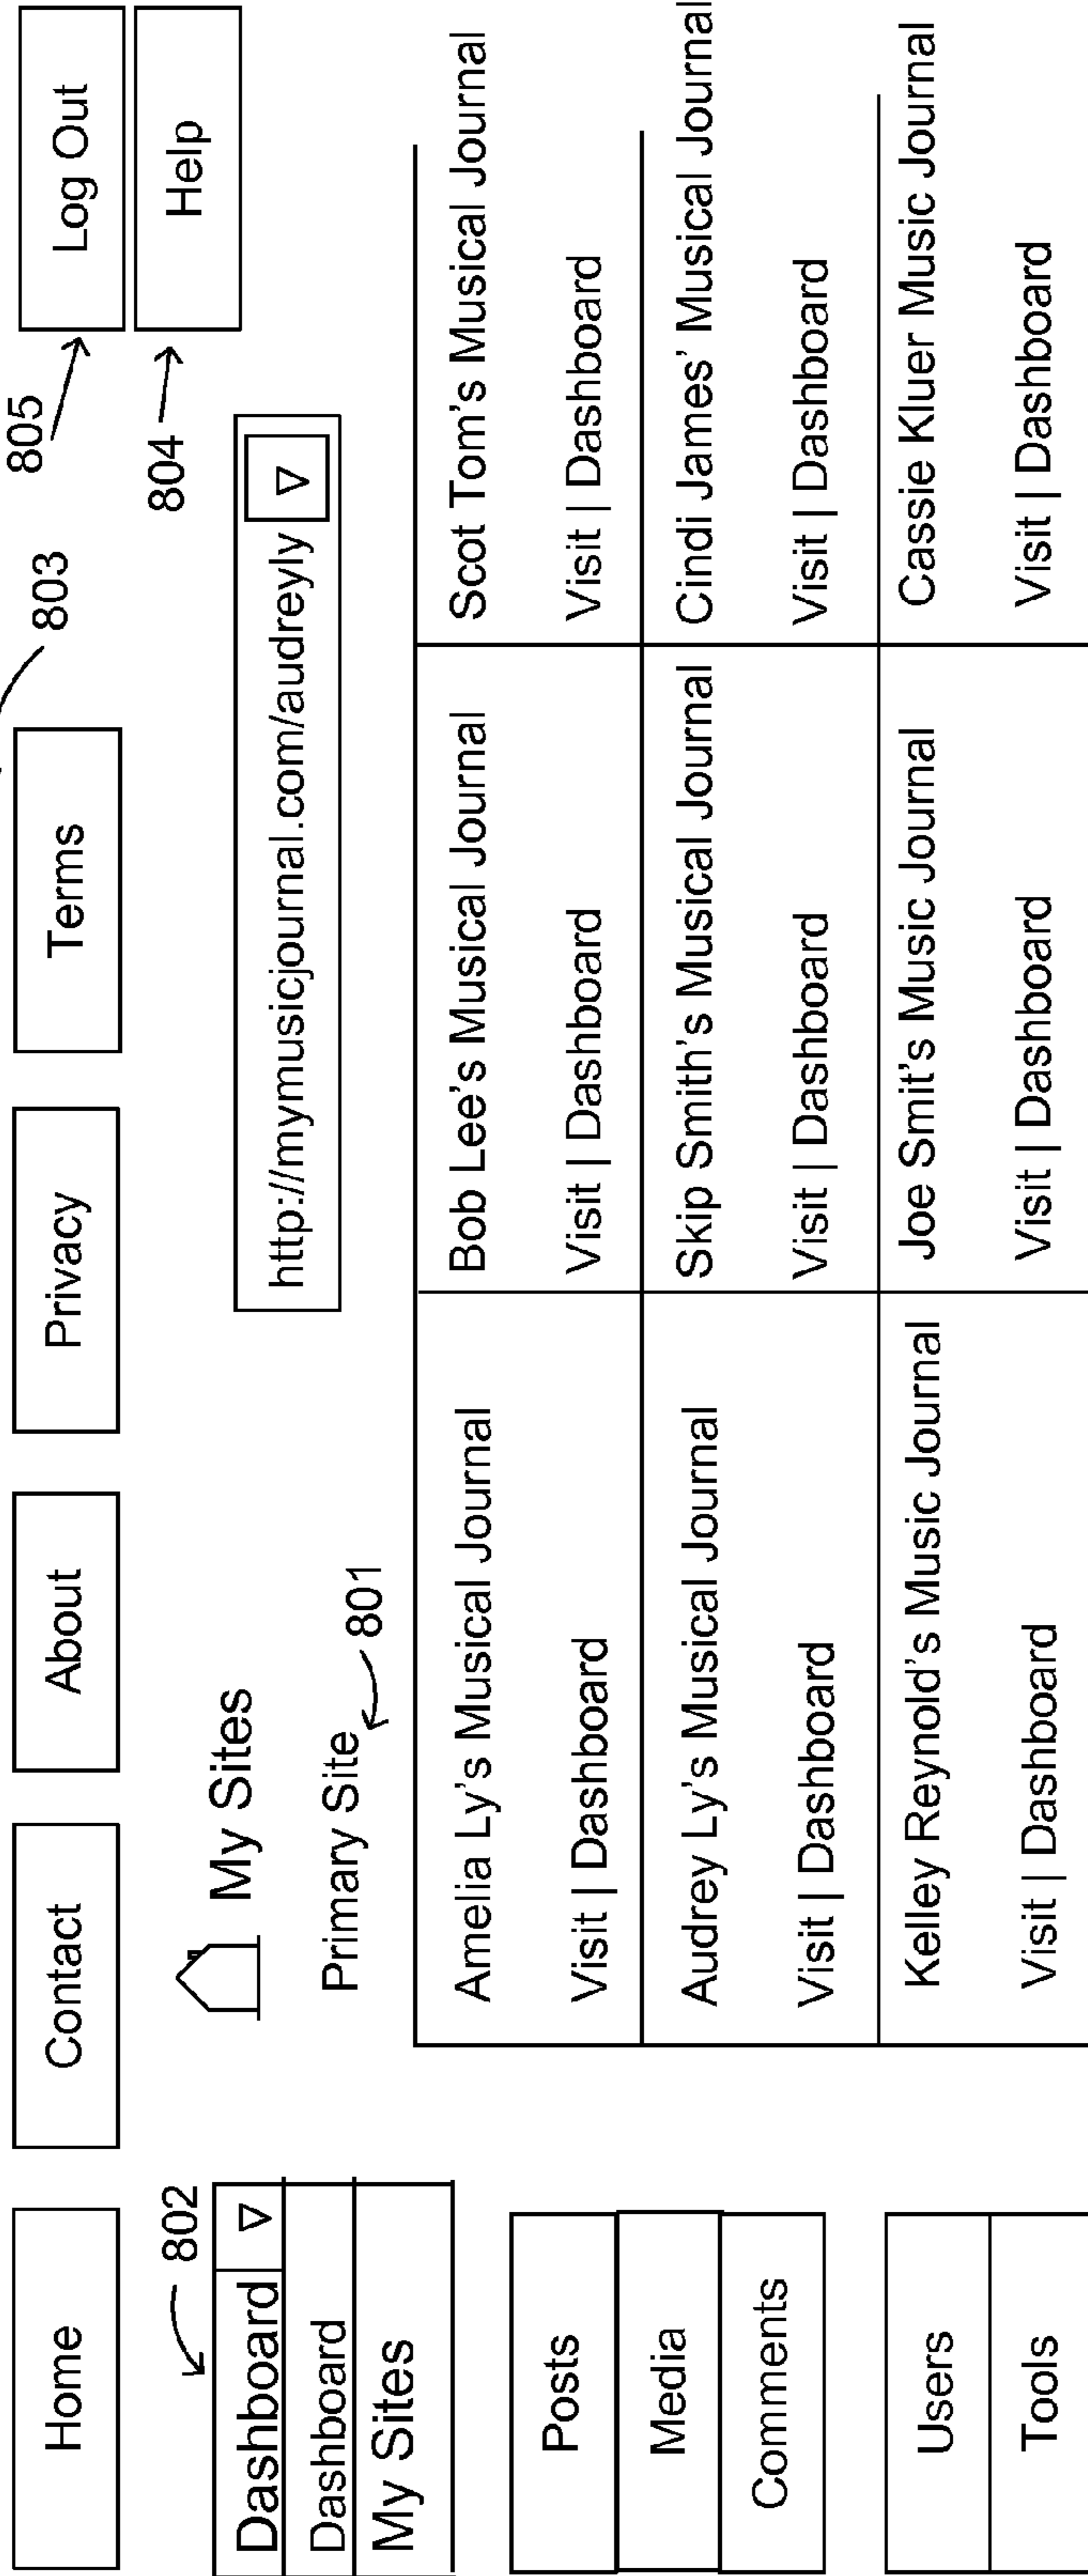 803
805
Home Contact About Privacy Terms Log Out
804
Help
802
Dashboard
Dashboard
My Sites
My Sites
Primary Site
801
http://mymusicjournal.com/audreyly
Posts
Media
Comments
Users
Tools
Amelia Ly's Musical Journal Bob Lee's Musical Journal Scot Tom's Musical Journal
Visit | Dashboard Visit | Dashboard Visit | Dashboard
Audrey Ly's Musical Journal Skip Smith's Musical Journal Cindi James' Musical Journal
Visit | Dashboard Visit | Dashboard Visit | Dashboard
Kelley Reynold's Music Journal Joe Smit's Music Journal Cassie Kluer Music Journal
Visit | Dashboard Visit | Dashboard Visit | Dashboard